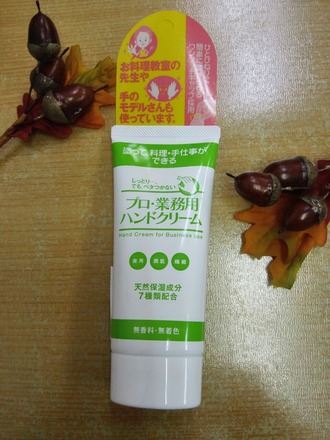 お料理教室の
先生や
手の
モデルさんも
使っています。
塗って、料理・手仕事が
できる
しっとり…
でも、ベタつかない
プロ・業務用
ハンドクリーム
Hand Cream for Business Use
天然保湿成分
7種類配合
無香料・無着色